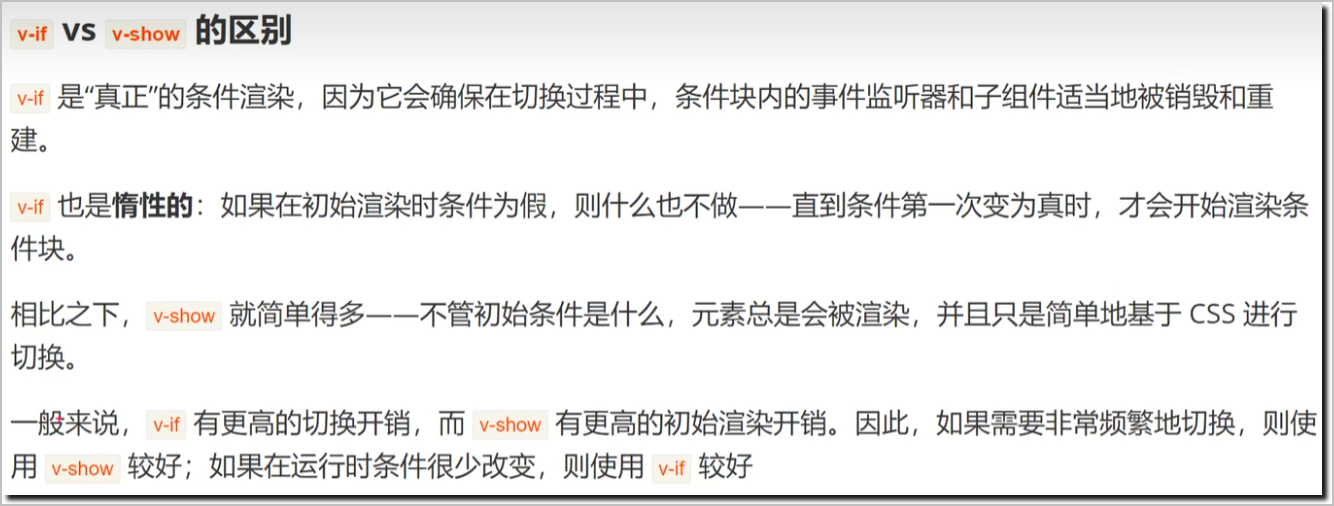 v-if vs v-show 的区别
v-if 是“真正”的条件渲染，因为它会确保在切换过程中，条件块内的事件监听器和子组件适当地被销毁和重
建。
v-if 也是惰性的：如果在初始渲染时条件为假，则什么也不做——直到条件第一次变为真时，才会开始渲染条
件块。
相比之下，v-show 就简单得多——不管初始条件是什么，元素总是会被渲染，并且只是简单地基于 CSS 进行
切换。
一般来说，v-if 有更高的切换开销，而 v-show 有更高的初始渲染开销。因此，如果需要非常频繁地切换，则使
用 v-show 较好；如果在运行时条件很少改变，则使用 v-if 较好